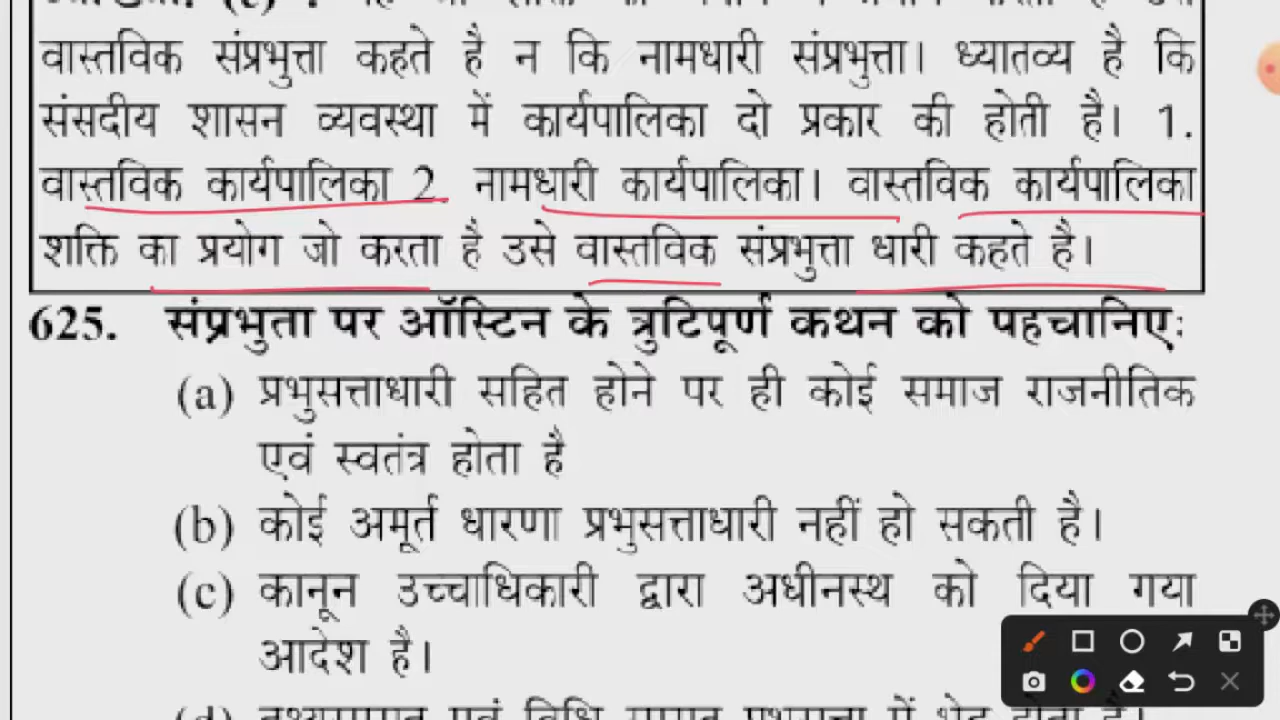 वास्तविक संप्रभुत्ता कहते है न कि नामधारी संप्रभुत्ता। ध्यातव्य है कि
संसदीय शासन व्यवस्था में कार्यपालिका दो प्रकार की होती है। 1.
वास्तविक कार्यपालिका 2. नामधारी कार्यपालिका। वास्तविक कार्यपालिका
शक्ति का प्रयोग जो करता है उसे वास्तविक संप्रभुत्ता धारी कहते है।
625. संप्रभुता पर ऑस्टिन के त्रुटिपूर्ण कथन को पहचानिए:
(a) प्रभुसत्ताधारी सहित होने पर ही कोई समाज राजनीतिक
एवं स्वतंत्र होता है
(b) कोई अमूर्त धारणा प्रभुसत्ताधारी नहीं हो सकती है।
(c) कानून उच्चाधिकारी द्वारा अधीनस्थ को दिया गया
आदेश है।